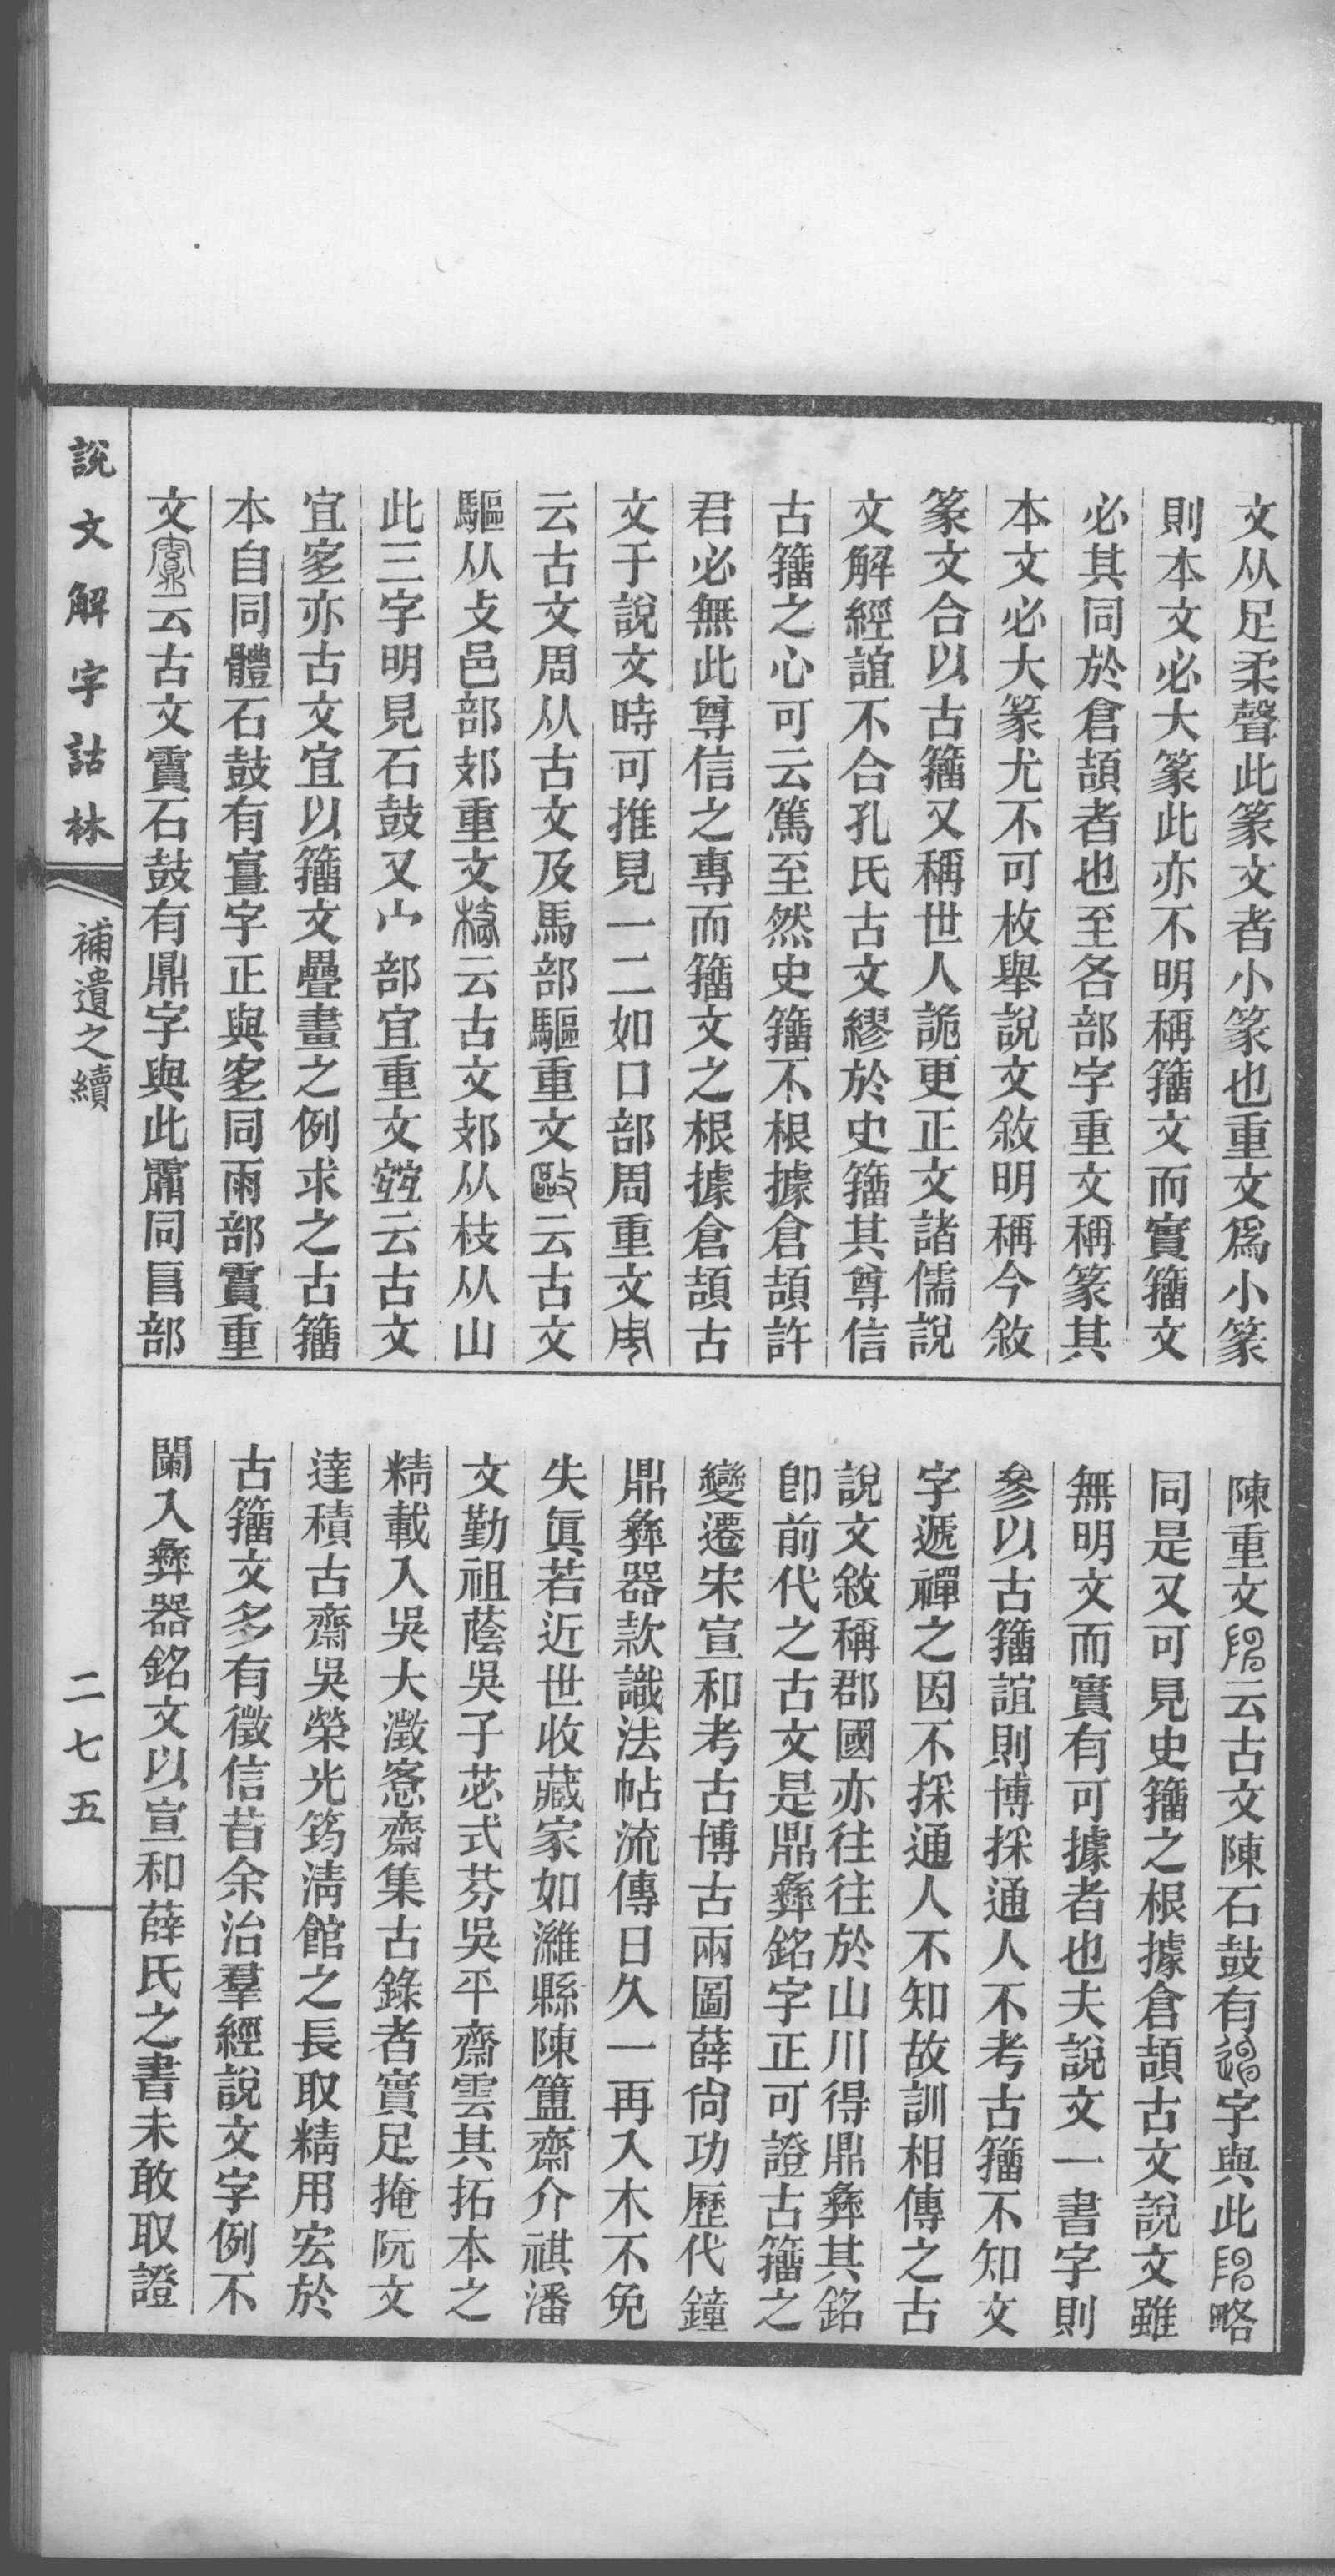 文从足柔聲此篆文者小篆也重文爲小篆
則本文必大篆此亦不明稱籒文而實籒文
必其同於倉頡者也至各部字重文稱篆其
本文必大篆尤不可枚舉說文敘明稱今敘
篆文合以古籒又稱世人詭更正文諸儒說
文解經誼不合孔氏古文繆於史籒其尊信
古籒之心可云篤至然史籒不根據倉頡許
君必無此尊信之專而籒文之根據倉頡古
文于說文時可推見一二如口部周重文
云古文周从古文及馬部驅重文云古文
驅从攴邑部郊重文云古文郊从枝从山
此三字明見石鼓又宀部宜重文云古文
宜亦古文宜以籒文疊畫之例求之古籒
本自同體石鼓有字正與同雨部霣重
文云古文霣石鼓有鼎字與此同𨸏部
陳重文云古文陳石鼓有字與此略
同是又可見史籒之根據倉頡古文說文雖
無明文而實有可據者也夫說文一書字則
參以古籒誼則博採通人不考古籒不知文
字遞禪之因不採通人不知故訓相傳之古
說文敘稱郡國亦往往於山川得鼎彝其銘
卽前代之古文是鼎彝銘字正可證古籒之
變遷宋宣和考古博古兩圖薛尙功歷代鐘
鼎彝器款識法帖流傳日久一再入木不免
失眞若近世收藏家如濰縣陳簠齋介祺潘
文勤祖蔭吳子苾式芬吳平齋雲其拓本之
精載入吳大澂愙齋集古錄者實足掩阮文
達積古齋吳榮光筠淸館之長取精用宏於
古籒文多有徵信昔余治羣經說文字例不
闌入彝器銘文以宣和薛氏之書未敢取證
說文解字詁林
補遺之續
二七五